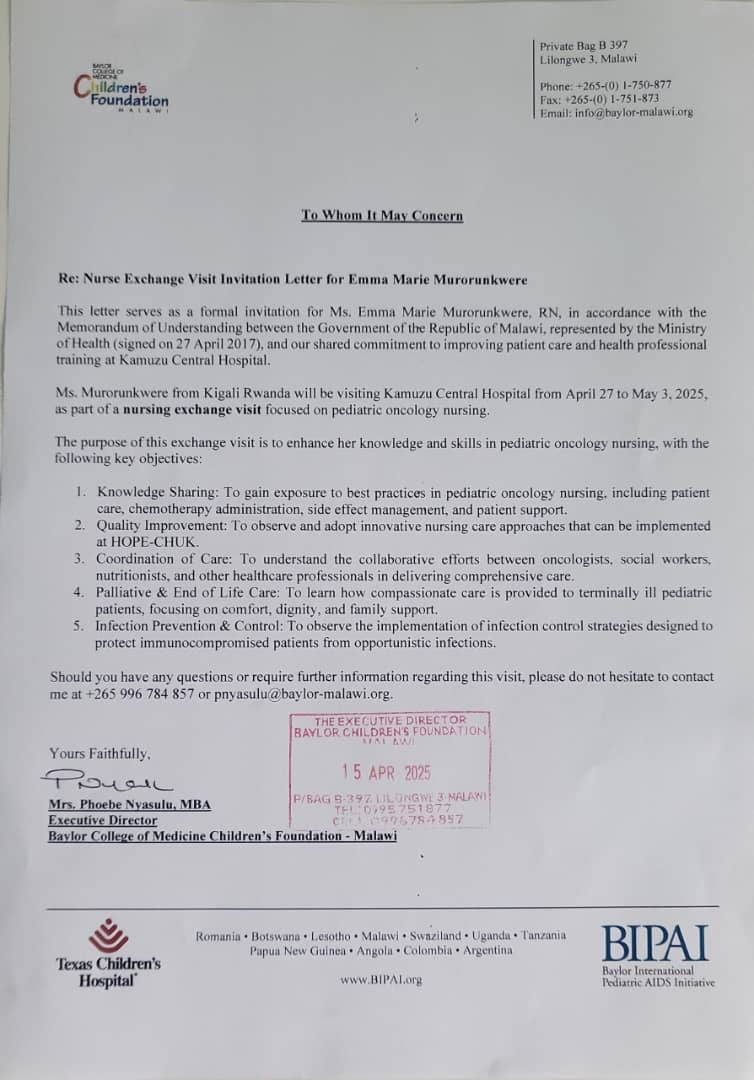 BAYLOR
COLLEGE OF
MEDICINE
Children's
Foundation
MALAWI
Private Bag B 397
Lilongwe 3, Malawi
Phone: +265-(0) 1-750-877
Fax: +265-(0) 1-751-873
Email: info@baylor-malawi.org
To Whom It May Concern
Re: Nurse Exchange Visit Invitation Letter for Emma Marie Murorunkwere
This letter serves as a formal invitation for Ms. Emma Marie Murorunkwere, RN, in accordance with the
Memorandum of Understanding between the Government of the Republic of Malawi, represented by the Ministry
of Health (signed on 27 April 2017), and our shared commitment to improving patient care and health professional
training at Kamuzu Central Hospital.
Ms. Murorunkwere from Kigali Rwanda will be visiting Kamuzu Central Hospital from April 27 to May 3, 2025,
as part of a nursing exchange visit focused on pediatric oncology nursing.
The purpose of this exchange visit is to enhance her knowledge and skills in pediatric oncology nursing, with the
following key objectives:
1. Knowledge Sharing: To gain exposure to best practices in pediatric oncology nursing, including patient
care, chemotherapy administration, side effect management, and patient support.
2. Quality Improvement: To observe and adopt innovative nursing care approaches that can be implemented
at HOPE-CHUK.
3. Coordination of Care: To understand the collaborative efforts between oncologists, social workers,
nutritionists, and other healthcare professionals in delivering comprehensive care.
4. Palliative & End of Life Care: To learn how compassionate care is provided to terminally ill pediatric
patients, focusing on comfort, dignity, and family support.
5. Infection Prevention & Control: To observe the implementation of infection control strategies designed to
protect immunocompromised patients from opportunistic infections.
Should you have any questions or require further information regarding this visit, please do not hesitate to contact
me at +265 996 784 857 or pnyasulu@baylor-malawi.org.
THE EXECUTIVE DIRECTOR
BAYLOR CHILDREN'S FOUNDATION
MALAWI
15 APR 2025
P/BAG B-397, LILONGWE 3-MALAWI
TEL: 0995751877
0996784857
Yours Faithfully,
Mrs. Phoebe Nyasulu, MBA
Executive Director
Baylor College of Medicine Children's Foundation - Malawi
Texas Children's
Hospital
Romania • Botswana • Lesotho • Malawi • Swaziland • Uganda • Tanzania
Papua New Guinea • Angola • Colombia • Argentina
www.BIPAI.org
BIPAI
Baylor International
Pediatric AIDS Initiative